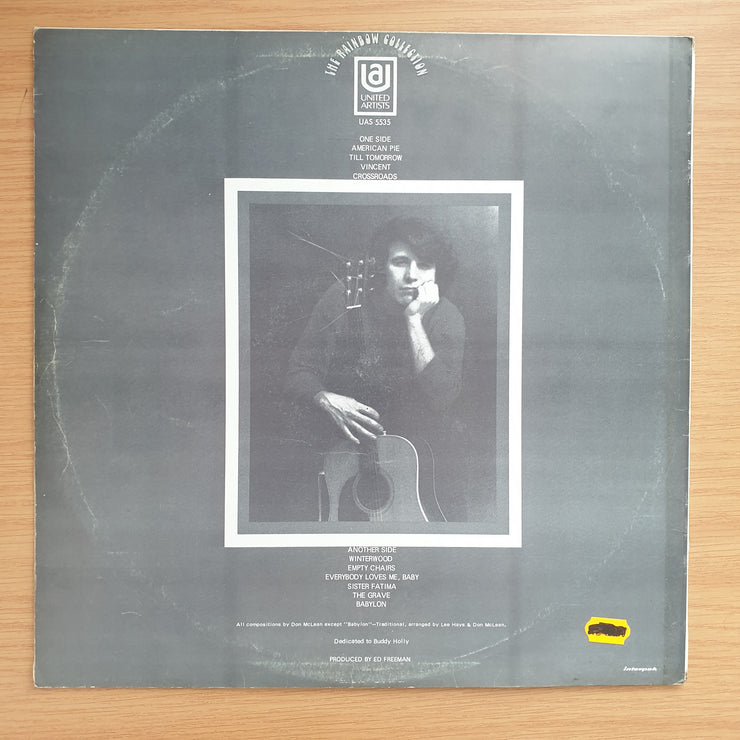 THE RAINBOW COLLECTION
UA
UNITED
ARTISTS
UAS 5535
ONE SIDE
AMERICAN PIE
TILL TOMORROW
VINCENT
CROSSROADS
ANOTHER SIDE
WINTERWOOD
EMPTY CHAIRS
EVERYBODY LOVES ME, BABY
SISTER FATIMA
THE GRAVE
BABYLON
All compositions by Don McLean except "Babylon"—Traditional, arranged by Lee Hays & Don McLean.
Dedicated to Buddy Holly
PRODUCED BY ED FREEMAN
interpak